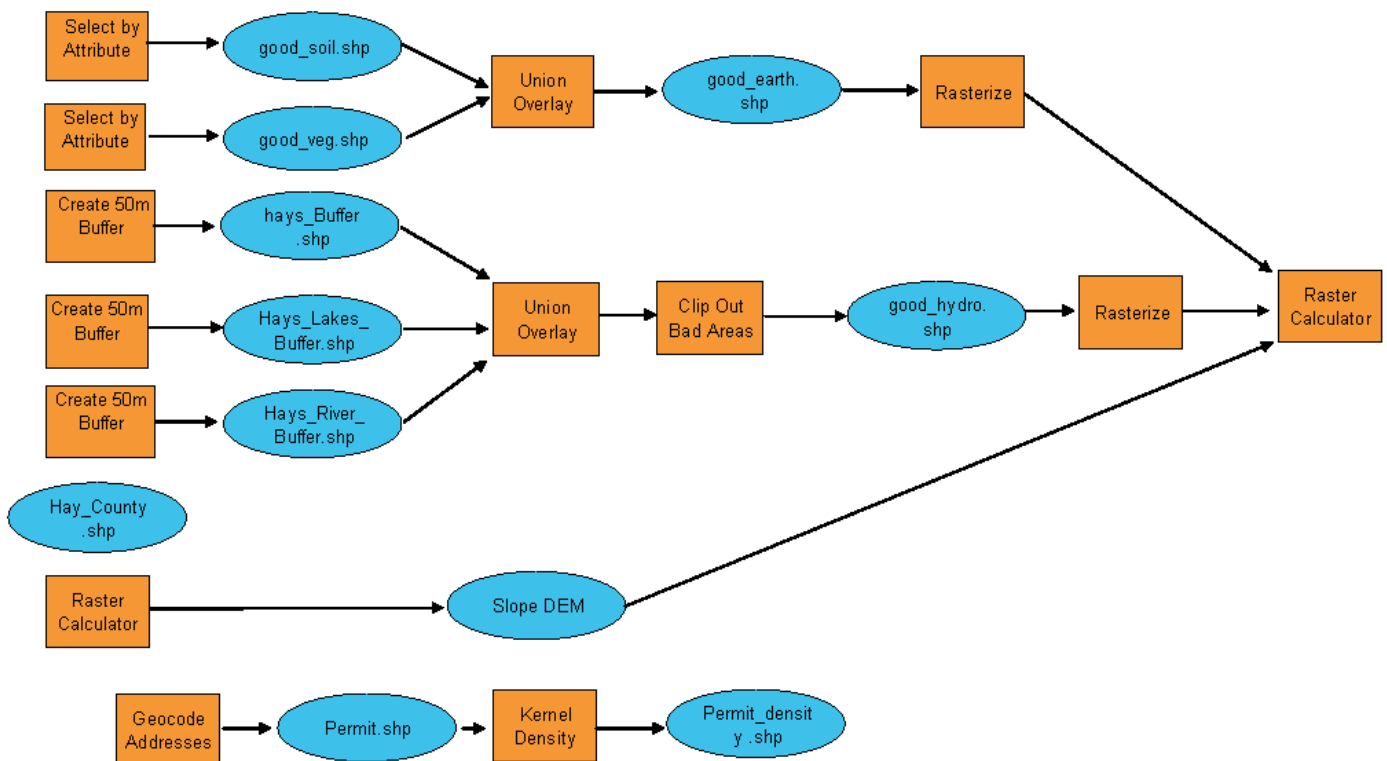 Select by
Attribute
good_soil.shp
Union
Overlay
good_earth.
shp
Rasterize
Select by
Attribute
good_veg.shp
Create 50m
Buffer
hays_Buffer
.shp
Create 50m
Buffer
Hays_Lakes_
Buffer.shp
Union
Overlay
Clip Out
Bad Areas
good_hydro.
shp
Rasterize
Raster
Calculator
Create 50m
Buffer
Hays_River_
Buffer.shp
Hay_County
.shp
Raster
Calculator
Slope DEM
Geocode
Addresses
Permit.shp
Kernel
Density
Permit_densit
y .shp